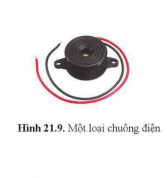 Hình 21.9. Một loại chuông điện.